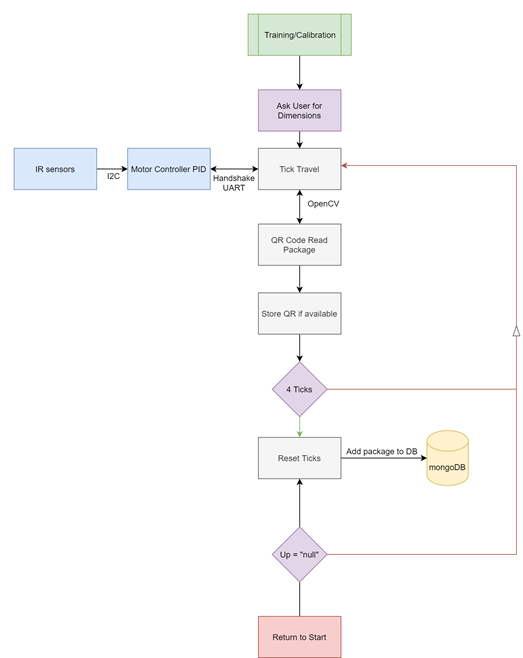 Training/Calibration
Ask User for
Dimensions
IR sensors
I2C
Motor Controller PID
Handshake
UART
Tick Travel
OpenCV
QR Code Read
Package
Store QR if available
4 Ticks
Reset Ticks
Add package to DB
mongoDB
Up = "null"
Return to Start